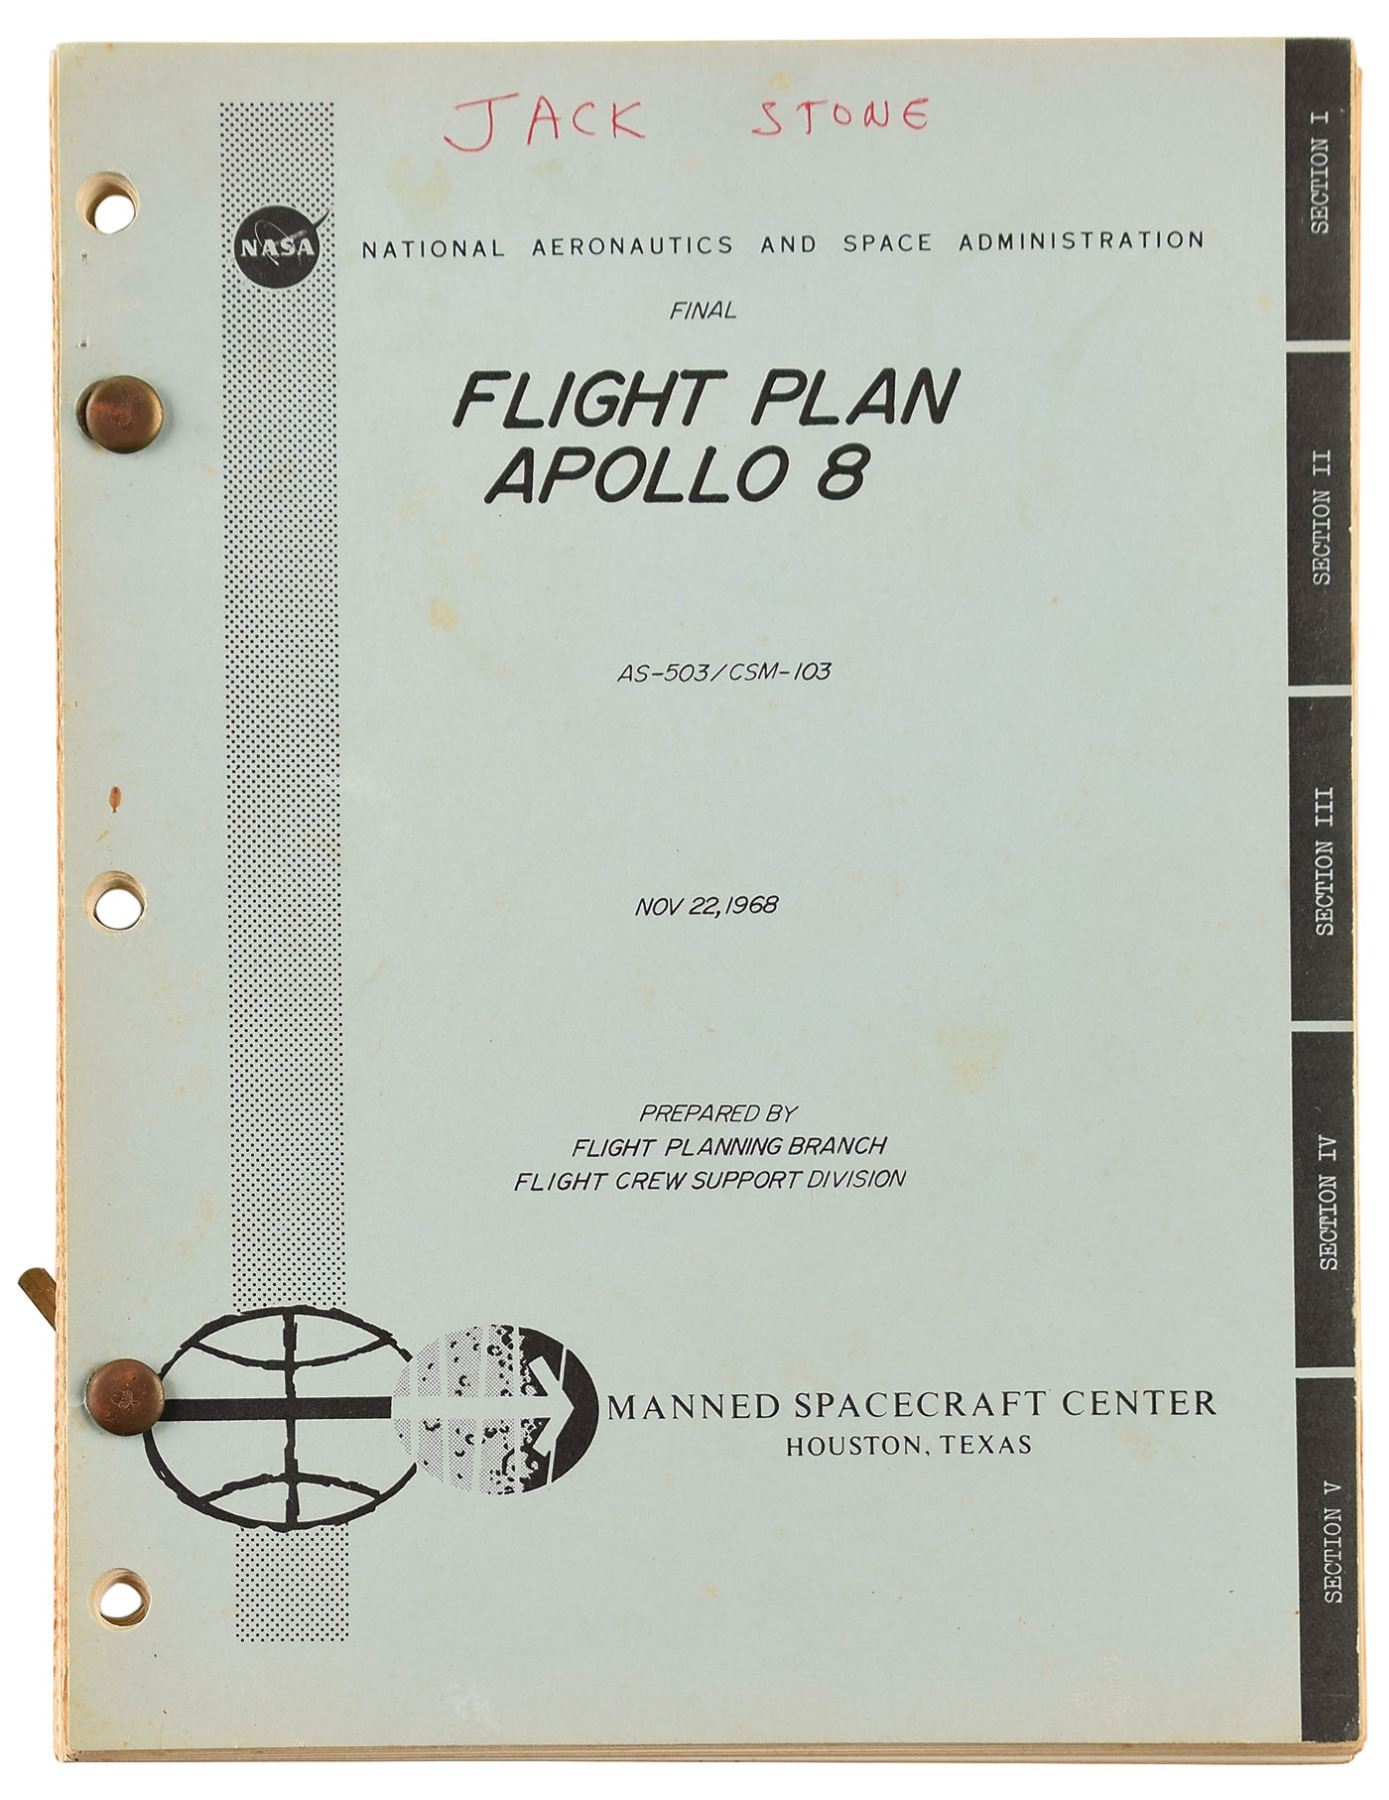 JACK STONE
NASA
NATIONAL AERONAUTICS AND SPACE ADMINISTRATION
FINAL
FLIGHT PLAN
APOLLO 8
AS-503/CSM-103
NOV 22, 1968
PREPARED BY
FLIGHT PLANNING BRANCH
FLIGHT CREW SUPPORT DIVISION
MANNED SPACECRAFT CENTER
HOUSTON, TEXAS
SECTION I
SECTION II
SECTION III
SECTION IV
SECTION V